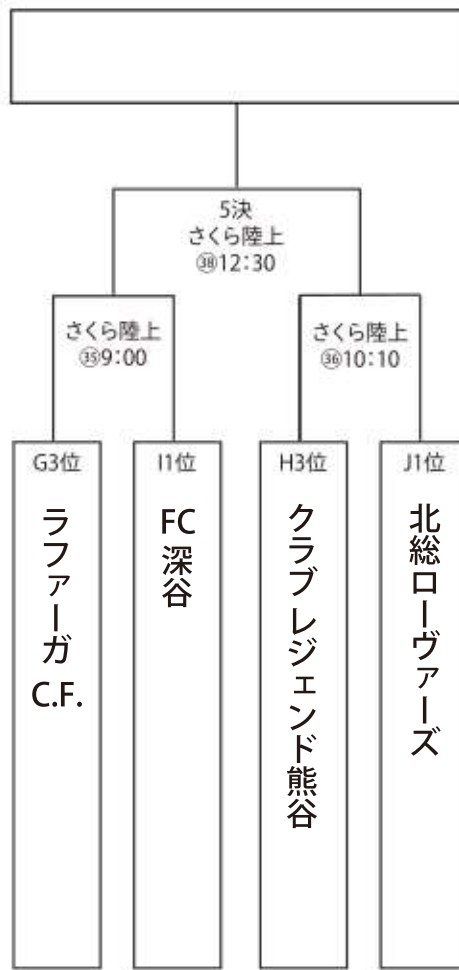 5決
さくら陸上
㊳12:30
さくら陸上
㉟9:00
さくら陸上
㊱10:10
G3位
I1位
H3位
J1位
ラファーガC.F.
FC深谷
クラブレジェンド熊谷
北総ローヴァーズ